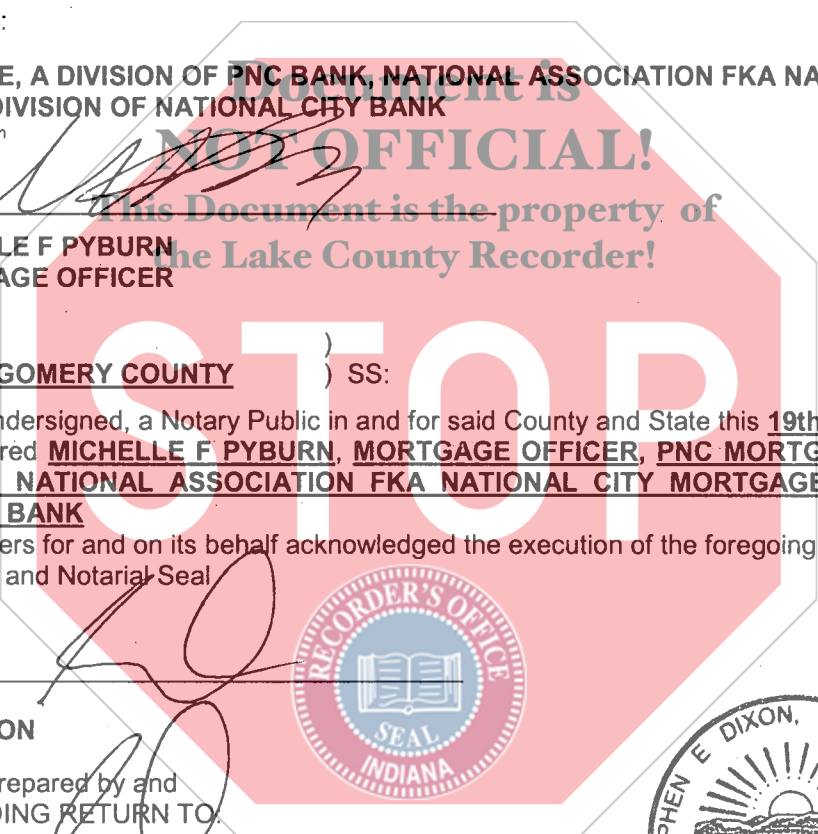 :
E, A DIVISION OF PNC BANK, NATIONAL ASSOCIATION FKA NA
DIVISION OF NATIONAL CITY BANK
Document is
NOT OFFICIAL!
This Document is the property of
the Lake County Recorder!
LE F PYBURN
AGE OFFICER
)
GOMERY COUNTY ) SS:
STOP
ndersigned, a Notary Public in and for said County and State this 19th
red MICHELLE F PYBURN, MORTGAGE OFFICER, PNC MORTG
NATIONAL ASSOCIATION FKA NATIONAL CITY MORTGAGE
BANK
ers for and on its behalf acknowledged the execution of the foregoing
and Notarial Seal
RECORDER'S OFFICE
SEAL
INDIANA
ON
PHEN E DIXON,
repared by and
DING RETURN TO: